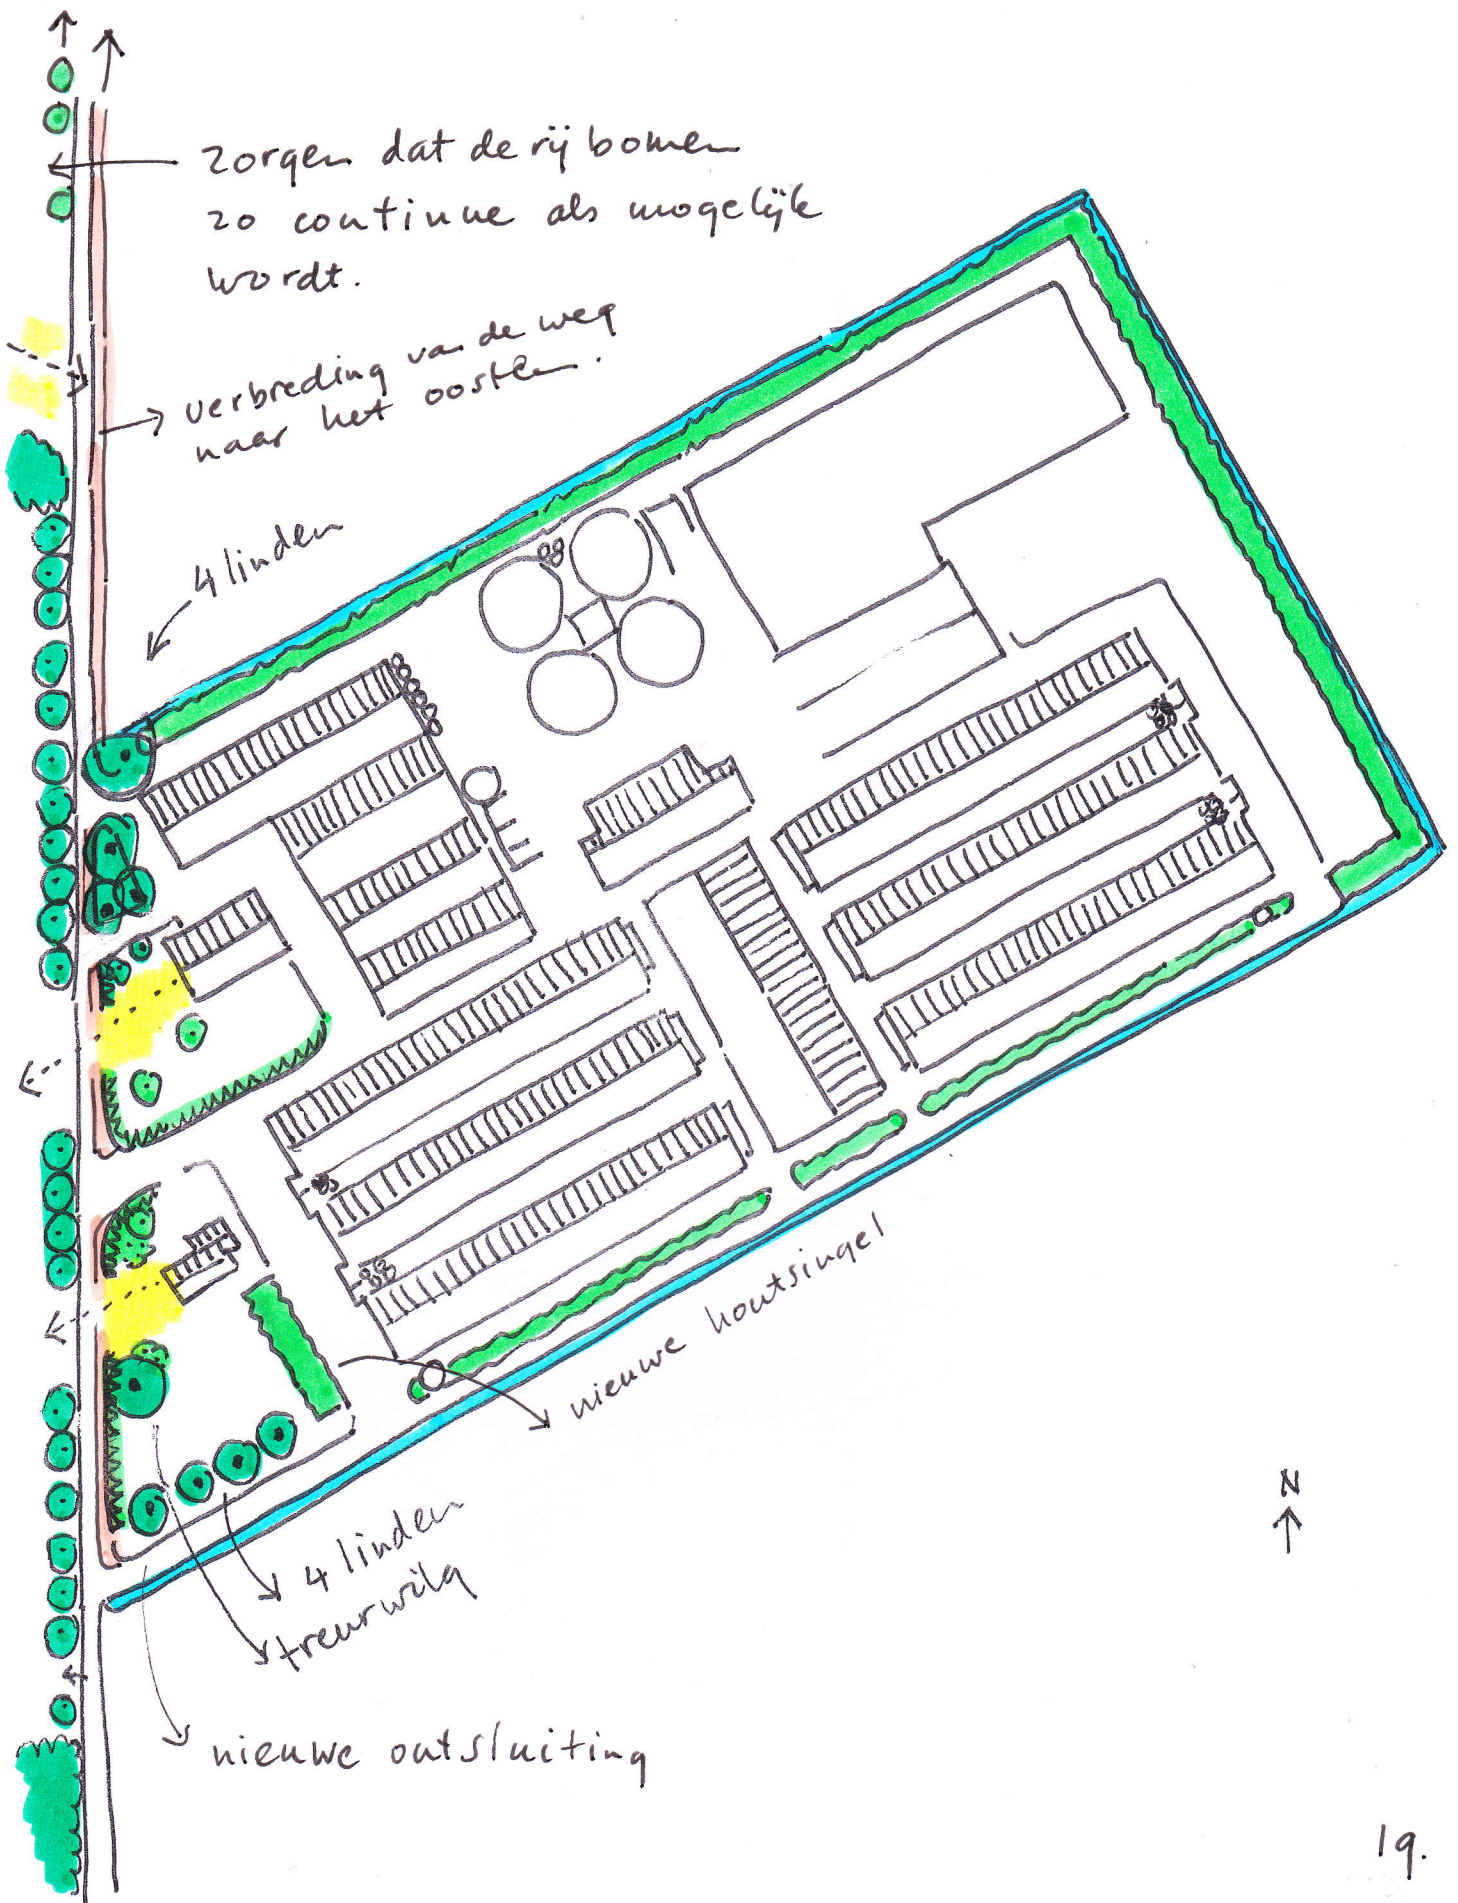 zorgen dat de rij bomen
zo continue als mogelijk
wordt.
verbreding van de weg
naar het oosten.
4 linden
nieuwe houtsingel
N
4 linden
treurwilg
nieuwe ontsluiting
19.